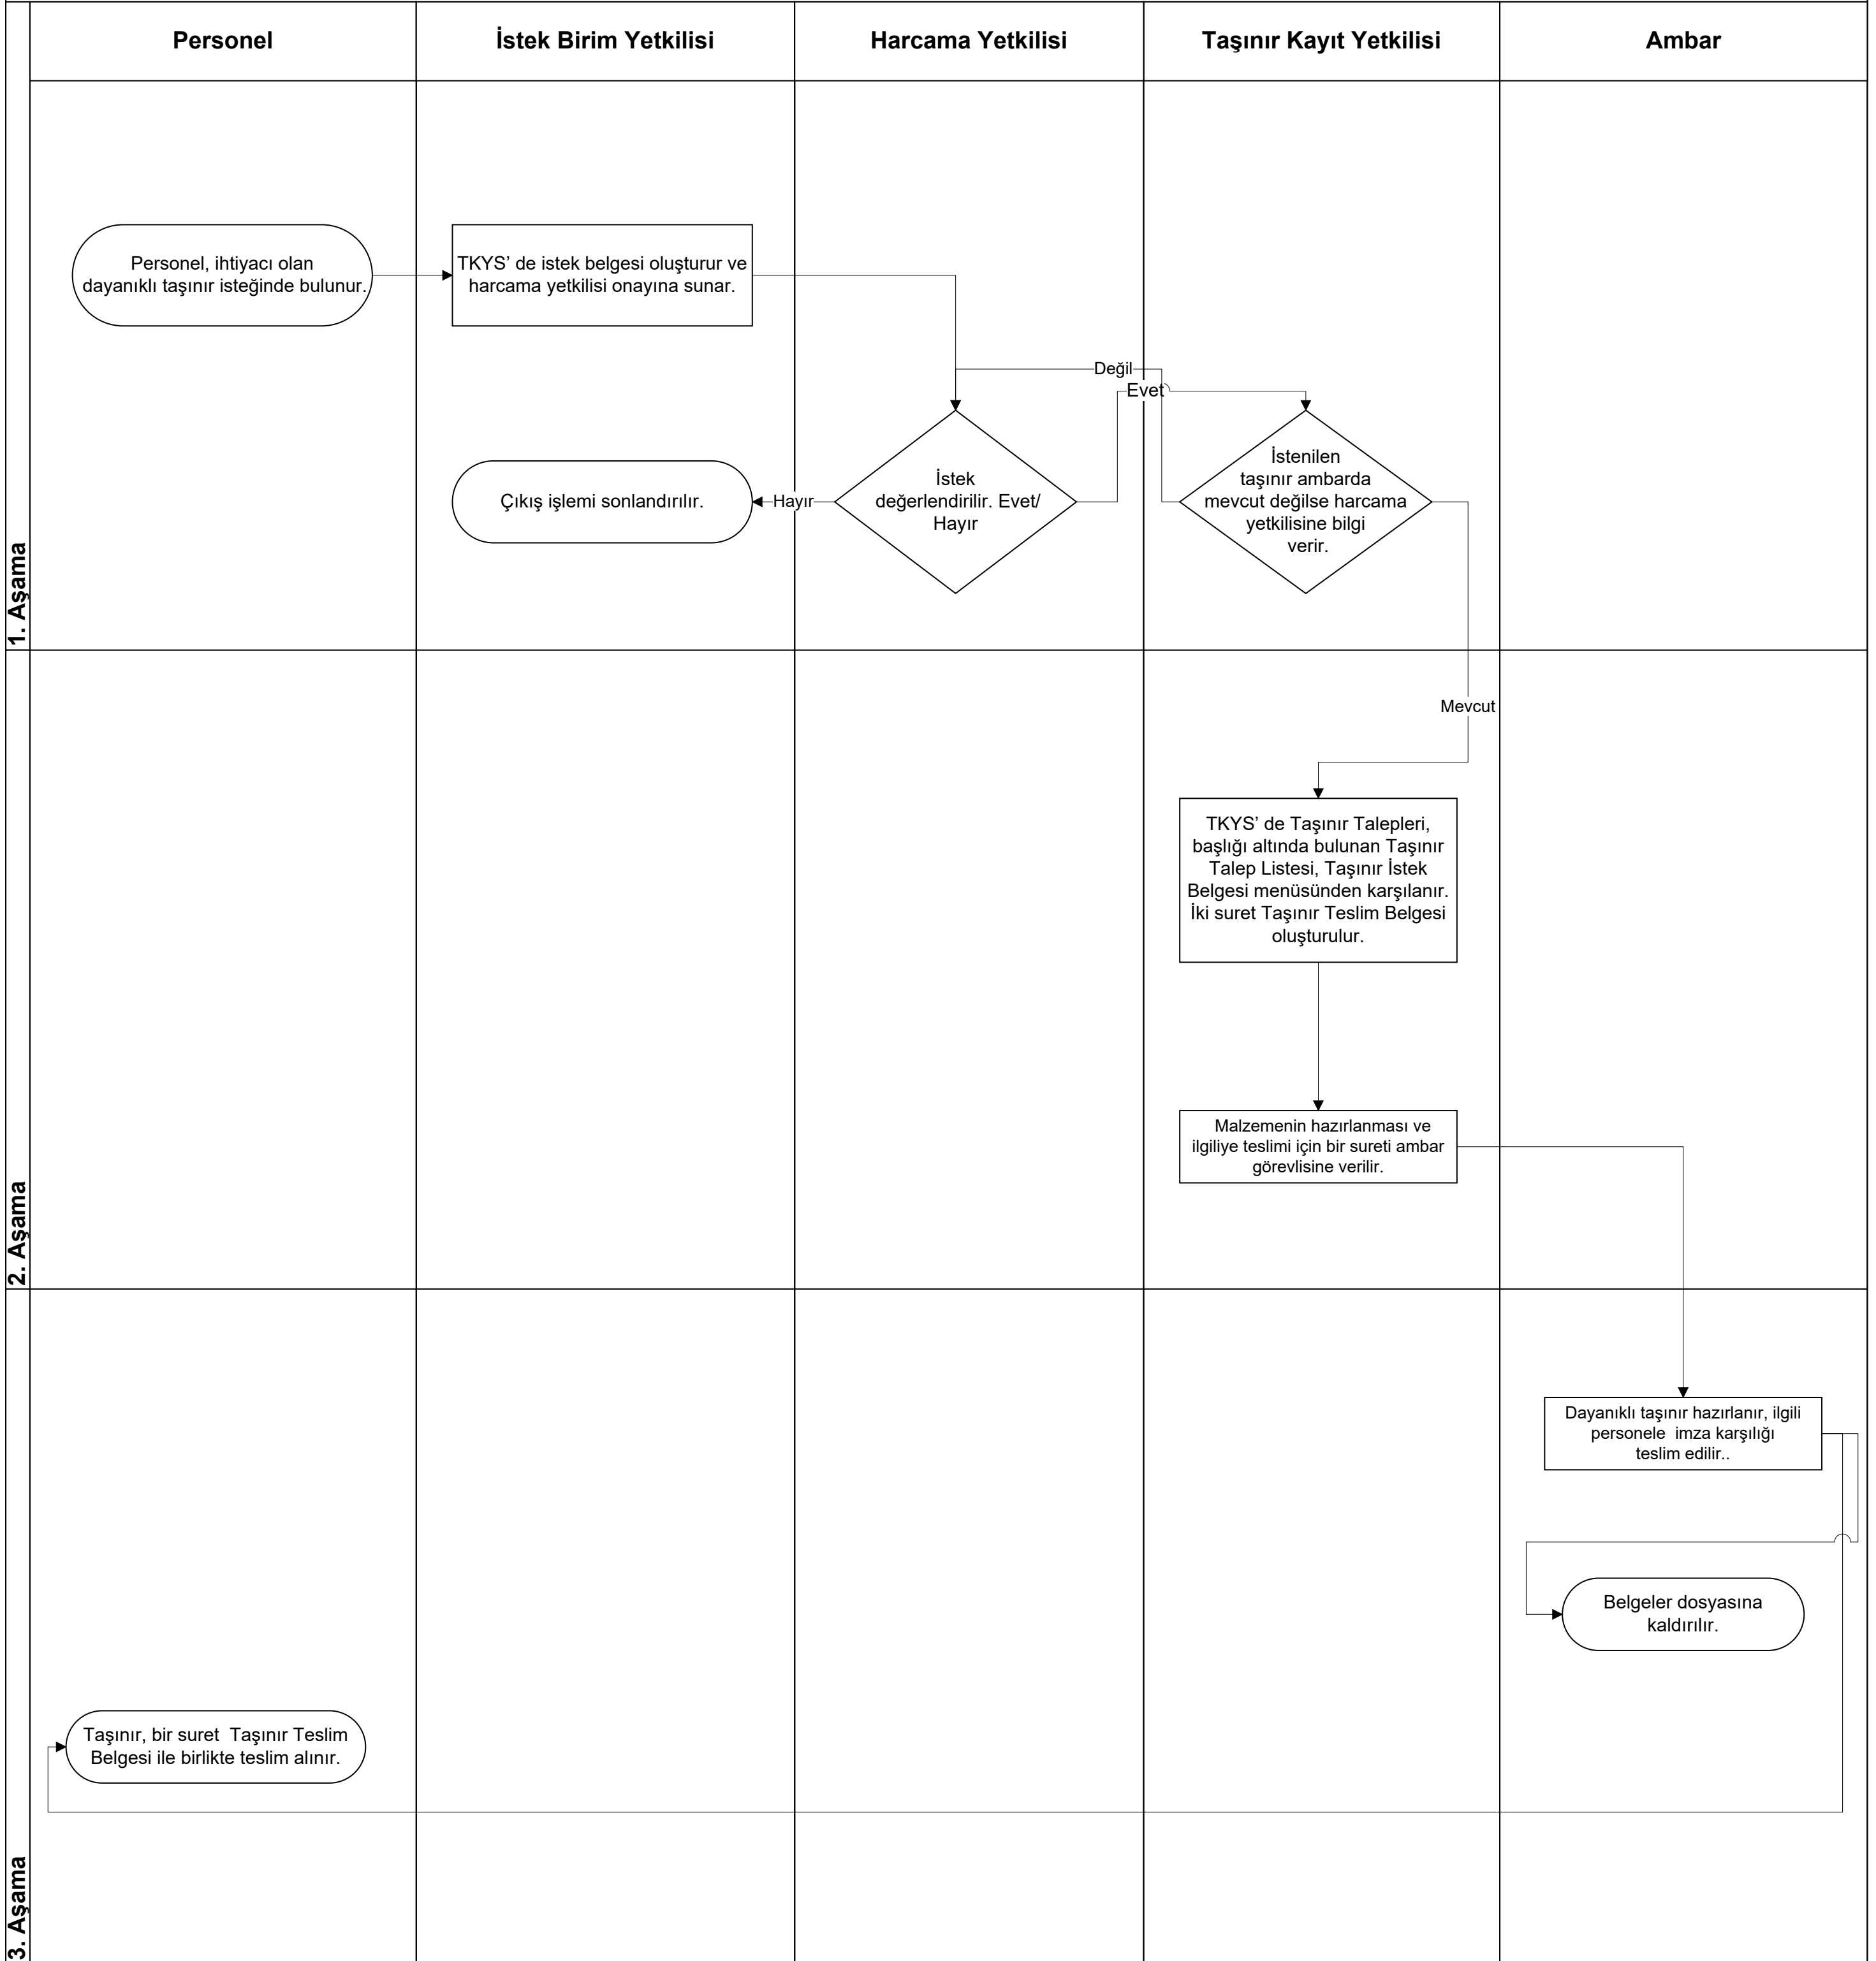 Personel
İstek Birim Yetkilisi
Harcama Yetkilisi
Taşınır Kayıt Yetkilisi
Ambar
1. Aşama
Personel, ihtiyacı olan
dayanıklı taşınır isteğinde bulunur.
TKYS’ de istek belgesi oluşturur ve
harcama yetkilisi onayına sunar.
Değil
Evet
Çıkış işlemi sonlandırılır.
Hayır
İstek
değerlendirilir. Evet/
Hayır
İstenilen
taşınır ambarda
mevcut değilse harcama
yetkilisine bilgi
verir.
2. Aşama
Mevcut
TKYS’ de Taşınır Talepleri,
başlığı altında bulunan Taşınır
Talep Listesi, Taşınır İstek
Belgesi menüsünden karşılanır.
İki suret Taşınır Teslim Belgesi
oluşturulur.
Malzemenin hazırlanması ve
ilgiliye teslimi için bir sureti ambar
görevlisine verilir.
3. Aşama
Dayanıklı taşınır hazırlanır, ilgili
personele  imza karşılığı
teslim edilir..
Belgeler dosyasına
kaldırılır.
Taşınır, bir suret  Taşınır Teslim
Belgesi ile birlikte teslim alınır.